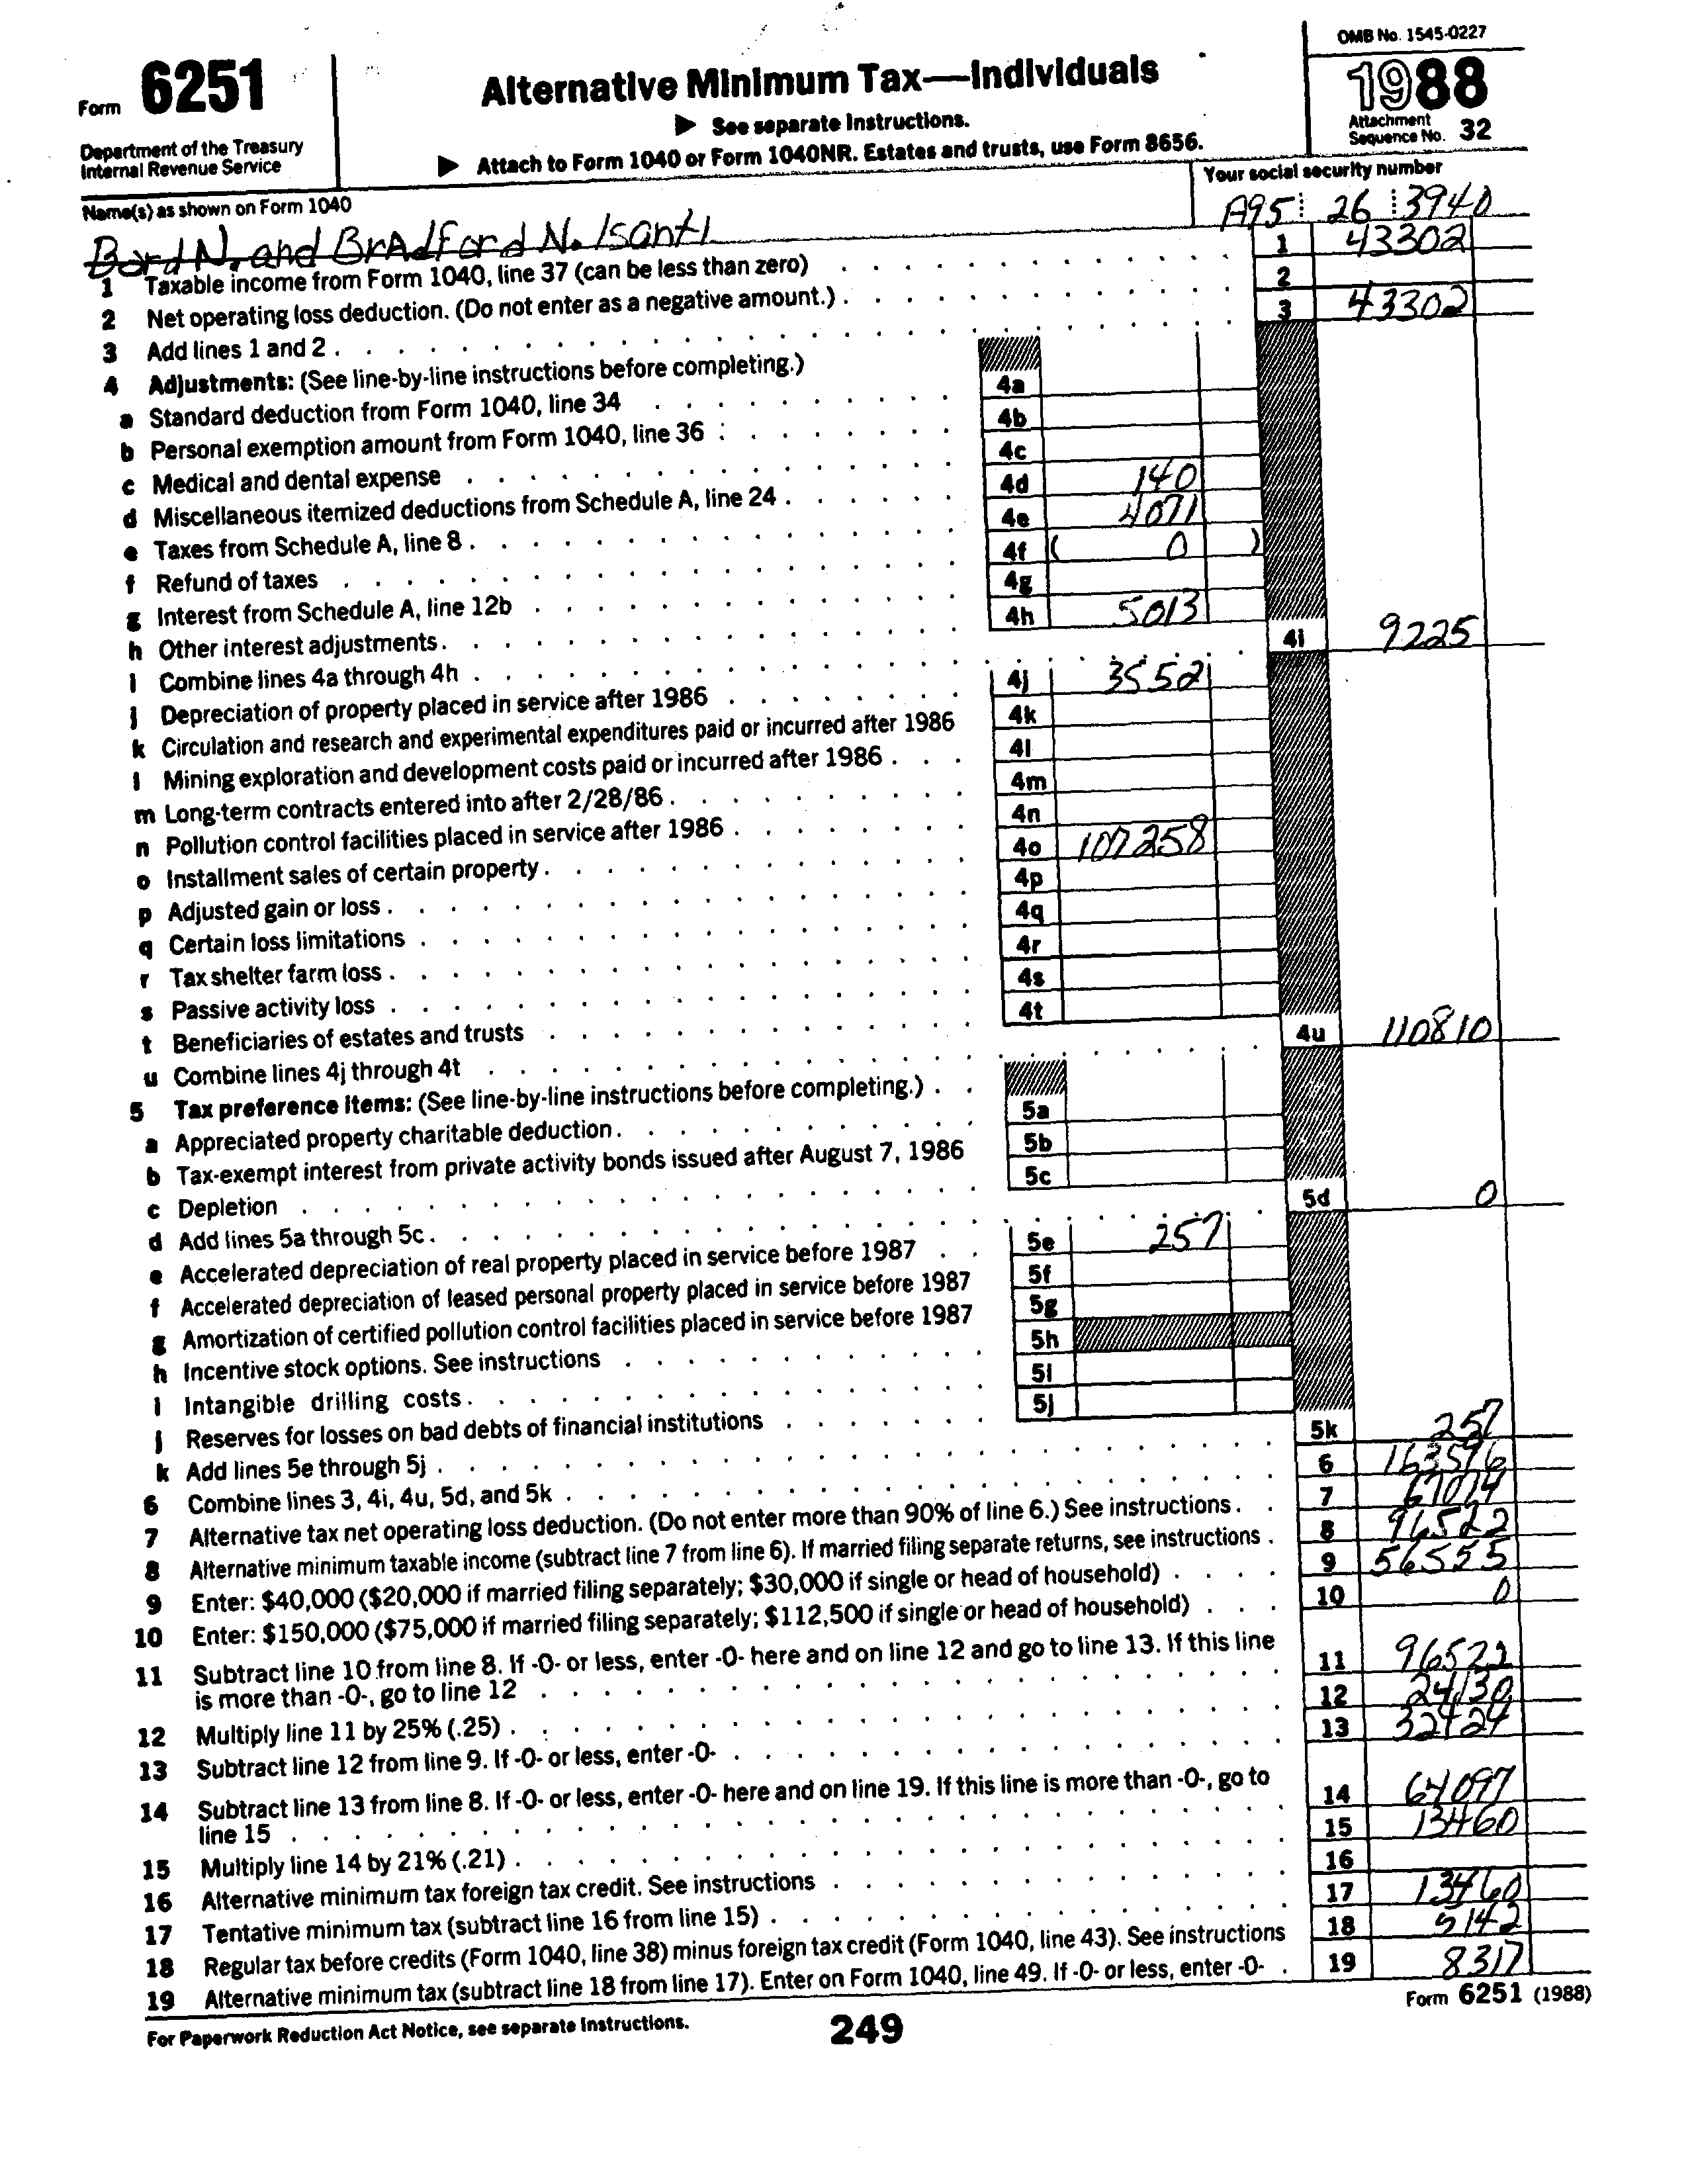 OMB No. 1545-0227
Form 6251
Alternative Minimum Tax—Individuals
1988
▶ See separate Instructions.
Department of the Treasury
Internal Revenue Service
▶ Attach to Form 1040 or Form 1040NR. Estates and trusts, use Form 8656.
Attachment
Sequence No. 32
Name(s) as shown on Form 1040
Your social security number
Bord N. and BrAdford N. Isanti
A95 26 3940
1 Taxable income from Form 1040, line 37 (can be less than zero) 1 43302
2 Net operating loss deduction. (Do not enter as a negative amount.) 2
3 Add lines 1 and 2 3 43302
4 Adjustments: (See line-by-line instructions before completing.)
a Standard deduction from Form 1040, line 34 4a
b Personal exemption amount from Form 1040, line 36 4b
c Medical and dental expense 4c
d Miscellaneous itemized deductions from Schedule A, line 24 4d 140
e Taxes from Schedule A, line 8 4e 4071
f Refund of taxes 4f ( 0 )
g Interest from Schedule A, line 12b 4g
h Other interest adjustments 4h 5013
i Combine lines 4a through 4h 4i 9225
j Depreciation of property placed in service after 1986 4j 3552
k Circulation and research and experimental expenditures paid or incurred after 1986 4k
l Mining exploration and development costs paid or incurred after 1986 4l
m Long-term contracts entered into after 2/28/86 4m
n Pollution control facilities placed in service after 1986 4n
o Installment sales of certain property 4o 107258
p Adjusted gain or loss 4p
q Certain loss limitations 4q
r Tax shelter farm loss 4r
s Passive activity loss 4s
t Beneficiaries of estates and trusts 4t
u Combine lines 4j through 4t 4u 110810
5 Tax preference items: (See line-by-line instructions before completing.)
a Appreciated property charitable deduction 5a
b Tax-exempt interest from private activity bonds issued after August 7, 1986 5b
c Depletion 5c
d Add lines 5a through 5c 5d 0
e Accelerated depreciation of real property placed in service before 1987 5e 257
f Accelerated depreciation of leased personal property placed in service before 1987 5f
g Amortization of certified pollution control facilities placed in service before 1987 5g
h Incentive stock options. See instructions 5h
i Intangible drilling costs 5i
j Reserves for losses on bad debts of financial institutions 5j
k Add lines 5e through 5j 5k 257
6 Combine lines 3, 4i, 4u, 5d, and 5k 6 163596
7 Alternative tax net operating loss deduction. (Do not enter more than 90% of line 6.) See instructions 7 67074
8 Alternative minimum taxable income (subtract line 7 from line 6). If married filing separate returns, see instructions 8 96522
9 Enter: $40,000 ($20,000 if married filing separately; $30,000 if single or head of household) 9 56555
10 Enter: $150,000 ($75,000 if married filing separately; $112,500 if single or head of household) 10 0
11 Subtract line 10 from line 8. If -0- or less, enter -0- here and on line 12 and go to line 13. If this line
is more than -0-, go to line 12 11 96521
12 Multiply line 11 by 25% (.25) 12 24130
13 Subtract line 12 from line 9. If -0- or less, enter -0- 13 32424
14 Subtract line 13 from line 8. If -0- or less, enter -0- here and on line 19. If this line is more than -0-, go to
line 15 14 64097
15 Multiply line 14 by 21% (.21) 15 13460
16 Alternative minimum tax foreign tax credit. See instructions 16
17 Tentative minimum tax (subtract line 16 from line 15) 17 13460
18 Regular tax before credits (Form 1040, line 38) minus foreign tax credit (Form 1040, line 43). See instructions 18 5142
19 Alternative minimum tax (subtract line 18 from line 17). Enter on Form 1040, line 49. If -0- or less, enter -0- 19 8317
For Paperwork Reduction Act Notice, see separate Instructions.
249
Form 6251 (1988)